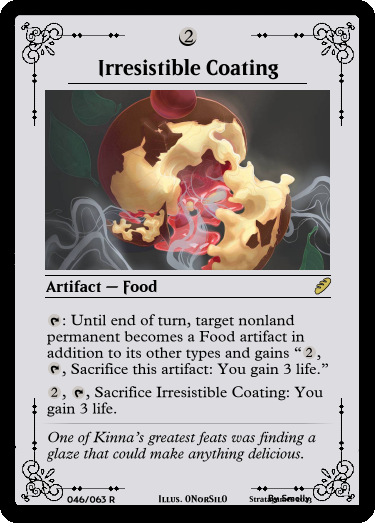 2
Irresistible Coating
Artifact — Food
: Until end of turn, target nonland
permanent becomes a Food artifact in
addition to its other types and gains “2,
, Sacrifice this artifact: You gain 3 life.”
2, , Sacrifice Irresistible Coating: You
gain 3 life.
One of Kinna's greatest feats was finding a
glaze that could make anything delicious.
046/063 R Illus. 0NorSil0 By Smelly